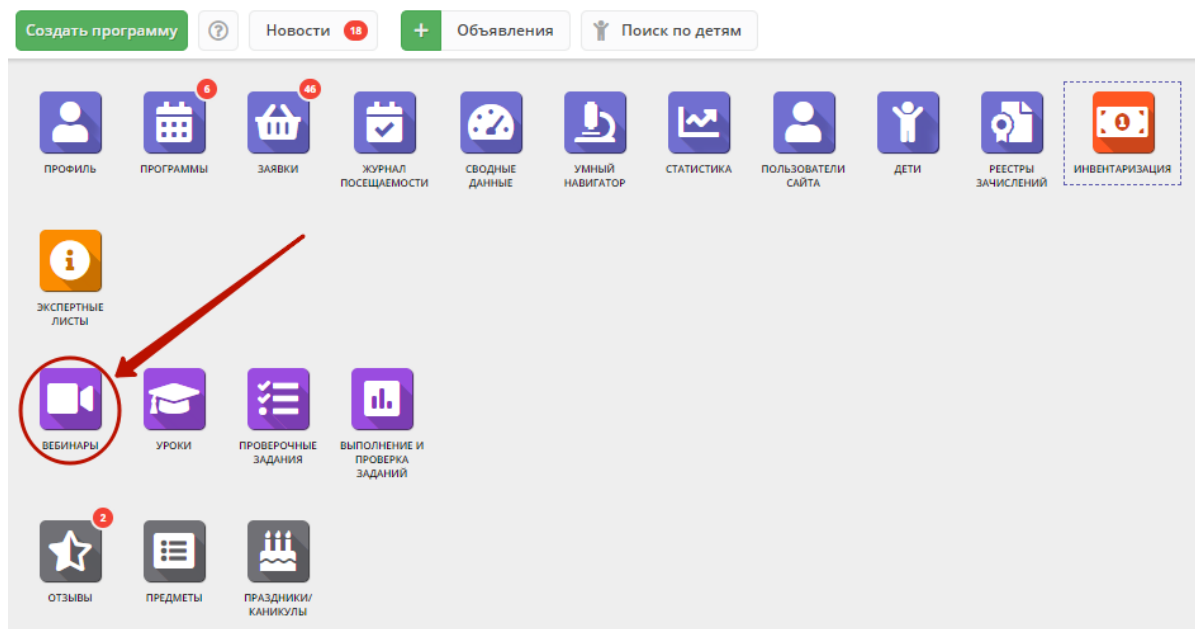 Создать программу
?
Новости 18
+ Объявления
Поиск по детям
6
46
1
ПРОФИЛЬ
ПРОГРАММЫ
ЗАЯВКИ
ЖУРНАЛ
ПОСЕЩАЕМОСТИ
СВОДНЫЕ
ДАННЫЕ
УМНЫЙ
НАВИГАТОР
СТАТИСТИКА
ПОЛЬЗОВАТЕЛИ
САЙТА
ДЕТИ
РЕЕСТРЫ
ЗАЧИСЛЕНИЙ
ИНВЕНТАРИЗАЦИЯ
i
ЭКСПЕРТНЫЕ
ЛИСТЫ
ВЕБИНАРЫ
УРОКИ
ПРОВЕРОЧНЫЕ
ЗАДАНИЯ
ВЫПОЛНЕНИЕ И
ПРОВЕРКА
ЗАДАНИЙ
2
ОТЗЫВЫ
ПРЕДМЕТЫ
ПРАЗДНИКИ/
КАНИКУЛЫ